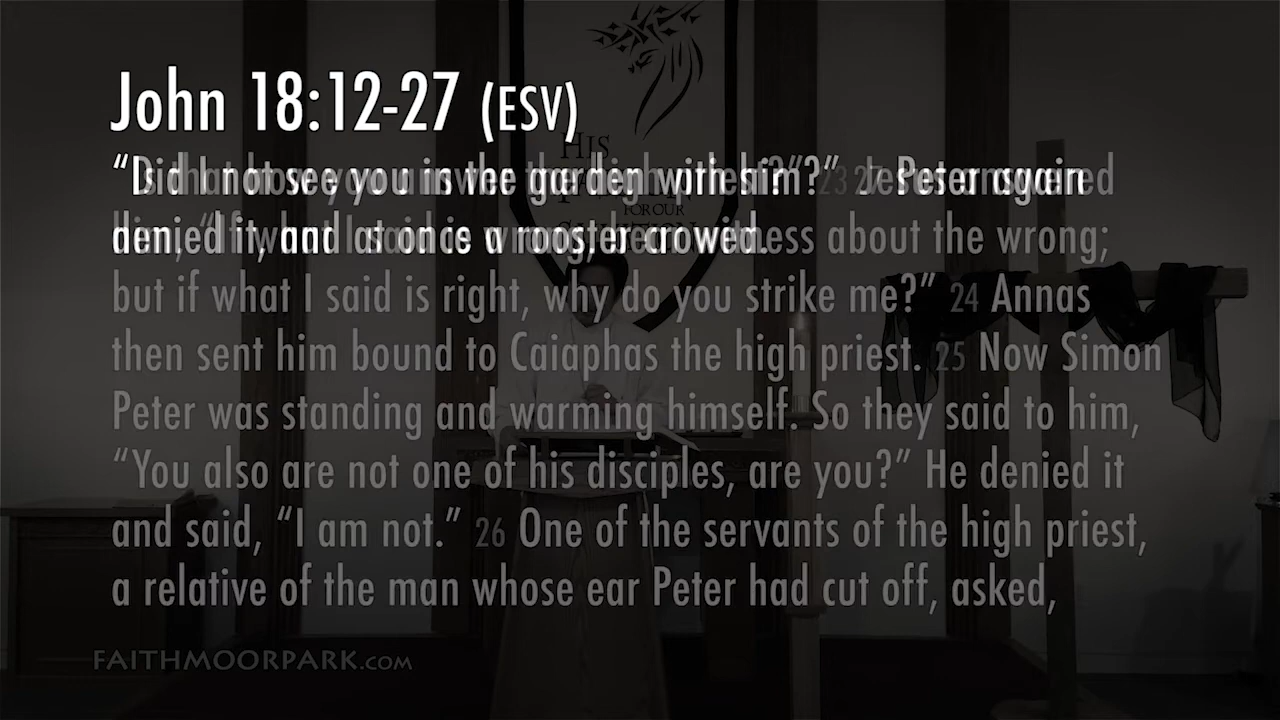 John 18:12-27 (ESV)
“Did I not see you in the garden with him?” 27 Peter again
denied it, and at once a rooster crowed.
but if what I said is right, why do you strike me?” 24 Annas
then sent him bound to Caiaphas the high priest. 25 Now Simon
Peter was standing and warming himself. So they said to him,
“You also are not one of his disciples, are you?” He denied it
and said, “I am not.” 26 One of the servants of the high priest,
a relative of the man whose ear Peter had cut off, asked,
HIS
FOR OUR
FAITHMOORPARK.COM